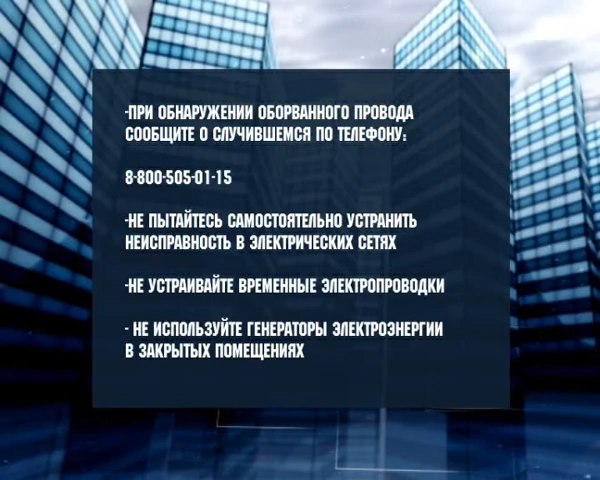 -ПРИ ОБНАРУЖЕНИИ ОБОРВАННОГО ПРОВОДА
СООБЩИТЕ О СЛУЧИВШЕМСЯ ПО ТЕЛЕФОНУ:
8-800-505-01-15
-НЕ ПЫТАЙТЕСЬ САМОСТОЯТЕЛЬНО УСТРАНИТЬ
НЕИСПРАВНОСТЬ В ЭЛЕКТРИЧЕСКИХ СЕТЯХ
-НЕ УСТРАИВАЙТЕ ВРЕМЕННЫЕ ЭЛЕКТРОПРОВОДКИ
- НЕ ИСПОЛЬЗУЙТЕ ГЕНЕРАТОРЫ ЭЛЕКТРОЭНЕРГИИ
В ЗАКРЫТЫХ ПОМЕЩЕНИЯХ